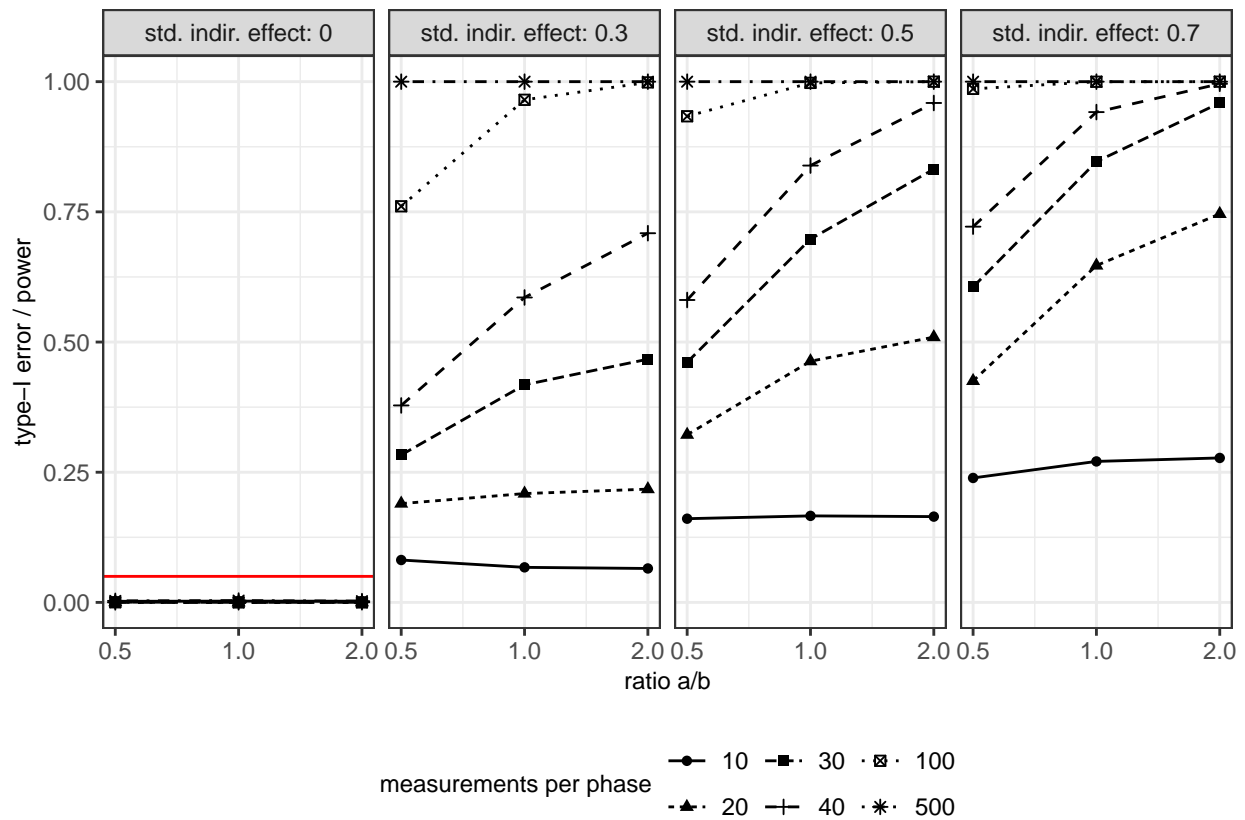 std. indir. effect: 0 std. indir. effect: 0.3 std. indir. effect: 0.5 std. indir. effect: 0.7
type−I error / power
1.00
0.75
0.50
0.25
0.00
0.5 1.0 2.0 0.5 1.0 2.0 0.5 1.0 2.0 0.5 1.0 2.0
ratio a/b
measurements per phase
10 30 100
20 40 500